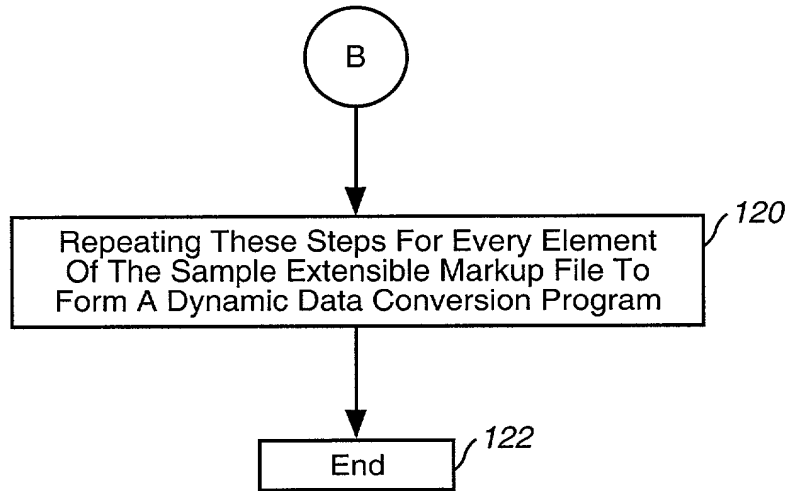 B
120
Repeating These Steps For Every Element
Of The Sample Extensible Markup File To
Form A Dynamic Data Conversion Program
122
End